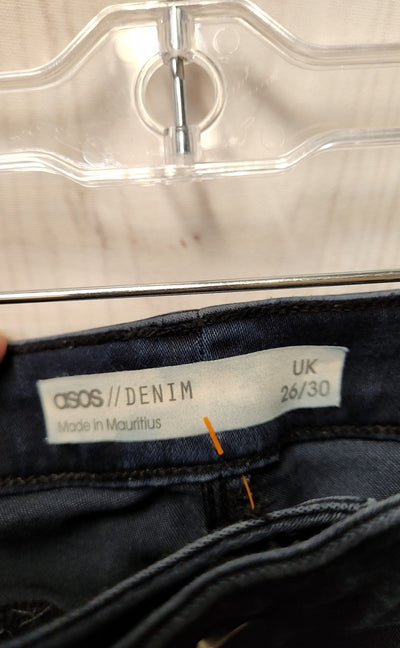 asos // DENIM
Made in Mauritius
UK
26/30